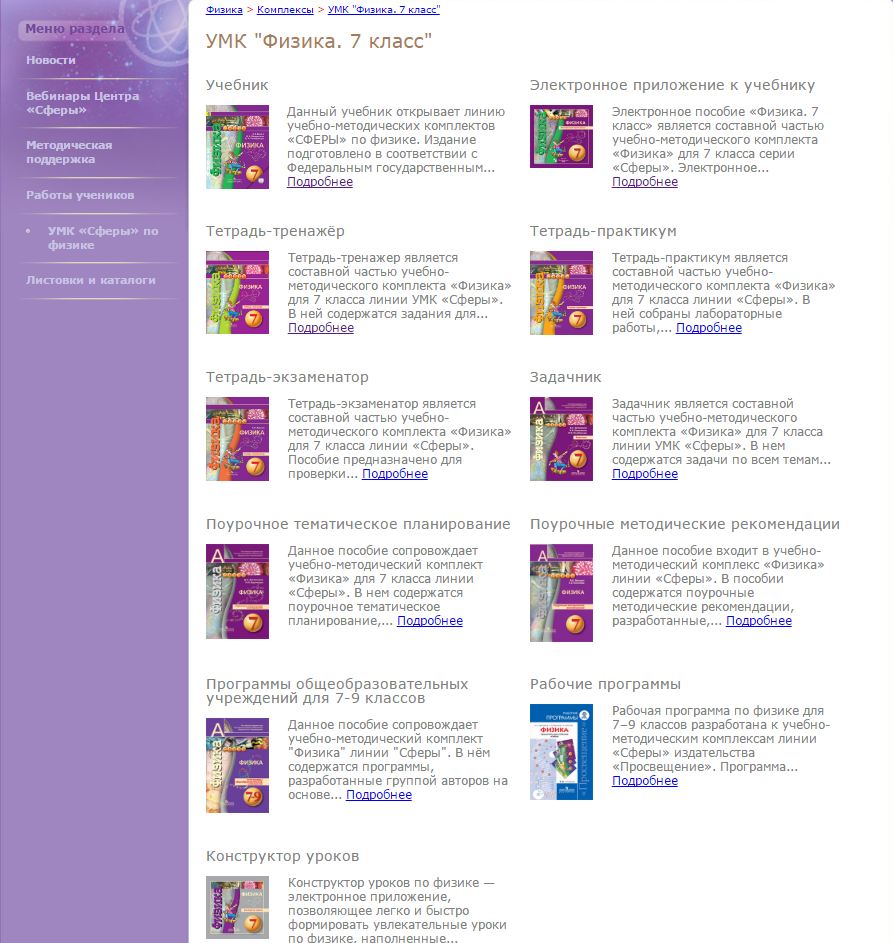 Меню раздела
Новости
Вебинары Центра
«Сферы»
Методическая
поддержка
Работы учеников
УМК «Сферы» по
физике
Листовки и каталоги
Физика > Комплексы > УМК "Физика. 7 класс"
УМК "Физика. 7 класс"
Учебник
Данный учебник открывает линию
учебно-методических комплектов
«СФЕРЫ» по физике. Издание
подготовлено в соответствии с
Федеральным государственным...
Подробнее
Электронное приложение к учебнику
Электронное пособие «Физика. 7
класс» является составной частью
учебно-методического комплекта
«Физика» для 7 класса серии
«Сферы». Электронное...
Подробнее
Тетрадь-тренажёр
Тетрадь-тренажер является
составной частью учебно-
методического комплекта «Физика»
для 7 класса линии УМК «Сферы».
В ней содержатся задания для...
Подробнее
Тетрадь-практикум
Тетрадь-практикум является
составной частью учебно-
методического комплекта «Физика»
для 7 класса линии «Сферы». В
ней собраны лабораторные
работы,... Подробнее
Тетрадь-экзаменатор
Тетрадь-экзаменатор является
составной частью учебно-
методического комплекта «Физика»
для 7 класса линии «Сферы».
Пособие предназначено для
проверки... Подробнее
Задачник
Задачник является составной
частью учебно-методического
комплекта «Физика» для 7 класса
линии УМК «Сферы». В нем
содержатся задачи по всем темам...
Подробнее
Поурочное тематическое планирование
Данное пособие сопровождает
учебно-методический комплект
«Физика» для 7 класса линии
«Сферы». В нем содержатся
поурочное тематическое
планирование,... Подробнее
Поурочные методические рекомендации
Данное пособие входит в учебно-
методический комплекс «Физика»
линии «Сферы». В пособии
содержатся поурочные
методические рекомендации,
разработанные,... Подробнее
Программы общеобразовательных
учреждений для 7-9 классов
Данное пособие сопровождает
учебно-методический комплект
"Физика" линии "Сферы". В нём
содержатся программы,
разработанные группой авторов на
основе... Подробнее
Рабочие программы
Рабочая программа по физике для
7–9 классов разработана к учебно-
методическим комплексам линии
«Сферы» издательства
«Просвещение». Программа...
Подробнее
Конструктор уроков
Конструктор уроков по физике —
электронное приложение,
позволяющее легко и быстро
формировать увлекательные уроки
по физике, наполненные...